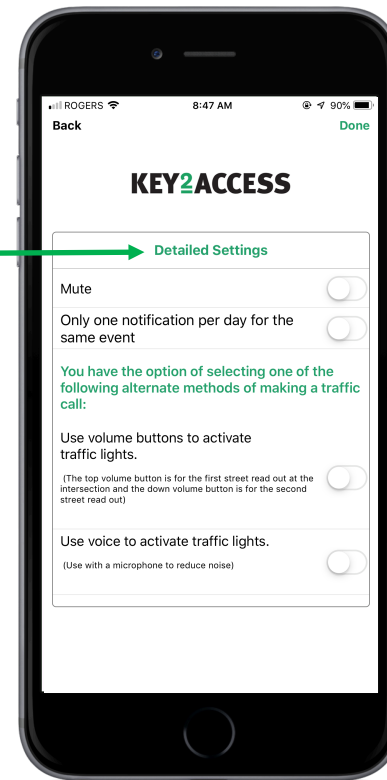 ROGERS 8:47 AM 90%
Back Done
KEY2ACCESS
Detailed Settings
Mute
Only one notification per day for the
same event
You have the option of selecting one of the
following alternate methods of making a traffic
call:
Use volume buttons to activate
traffic lights.
(The top volume button is for the first street read out at the
intersection and the down volume button is for the second
street read out)
Use voice to activate traffic lights.
(Use with a microphone to reduce noise)